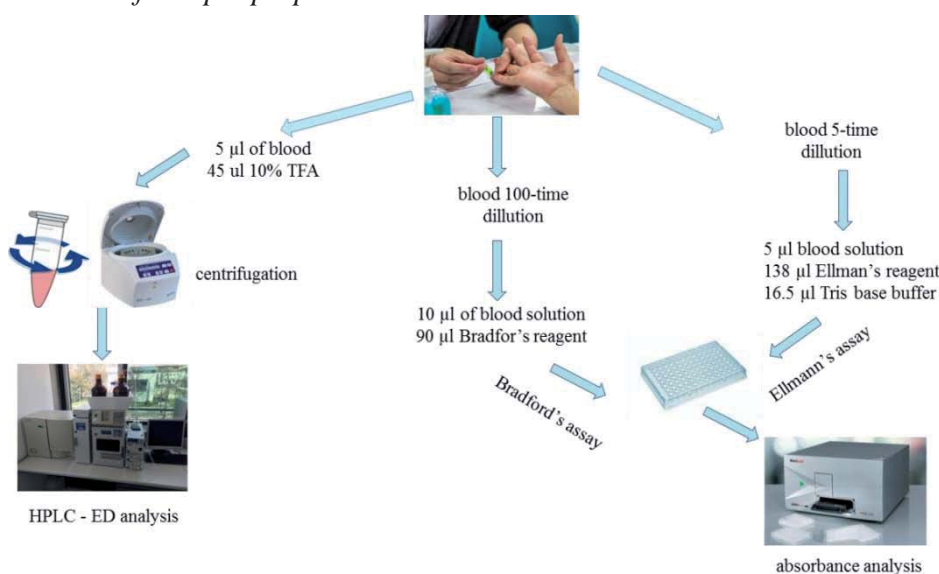 5 µl of blood
45 ul 10% TFA
centrifugation
HPLC - ED analysis
blood 100-time
dillution
10 µl of blood solution
90 µl Bradfor's reagent
Bradford's assay
blood 5-time
dillution
5 µl blood solution
138 µl Ellman's reagent
16.5 µl Tris base buffer
Ellmann's assay
absorbance analysis